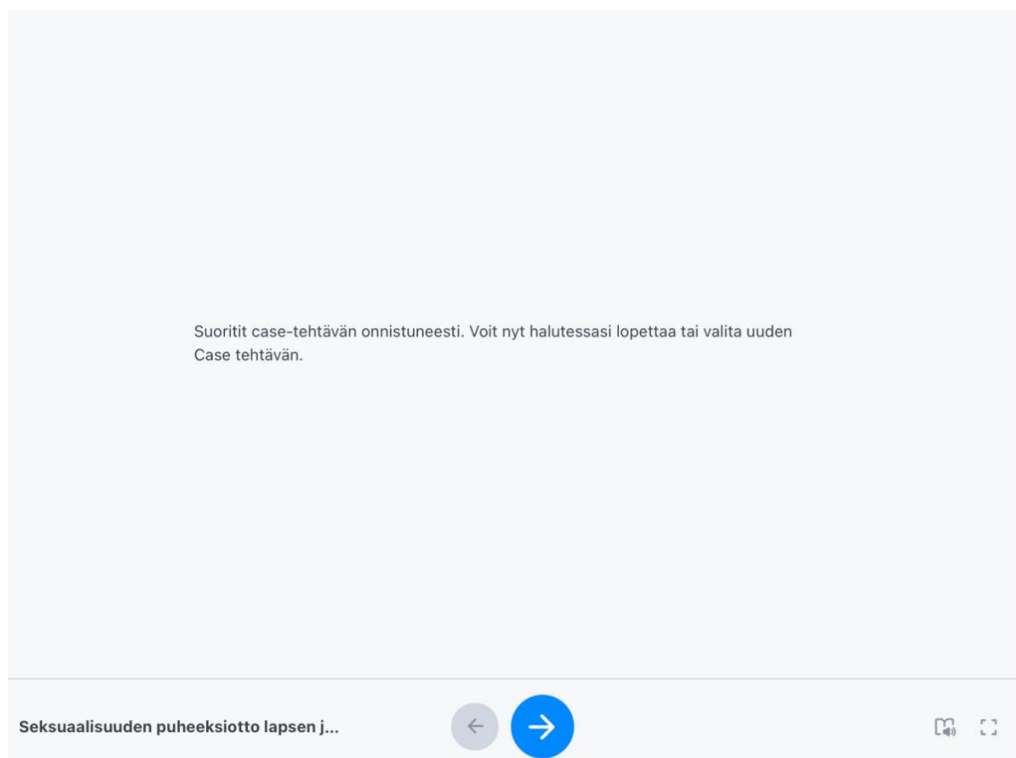 Suoritit case-tehtävän onnistuneesti. Voit nyt halutessasi lopettaa tai valita uuden
Case tehtävän.
Seksuaalisuuden puheeksiotto lapsen j...